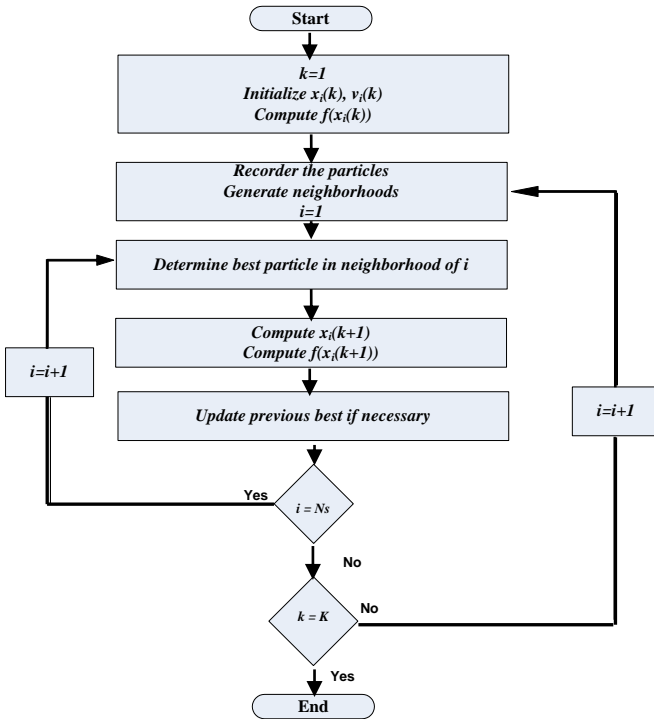 Start
k=1
Initialize xᵢ(k), vᵢ(k)
Compute f(xᵢ(k))
Recorder the particles
Generate neighborhoods
i=1
Determine best particle in neighborhood of i
Compute xᵢ(k+1)
Compute f(xᵢ(k+1))
i=i+1
i=i+1
Update previous best if necessary
Yes
i = Ns
No
k = K
No
Yes
End